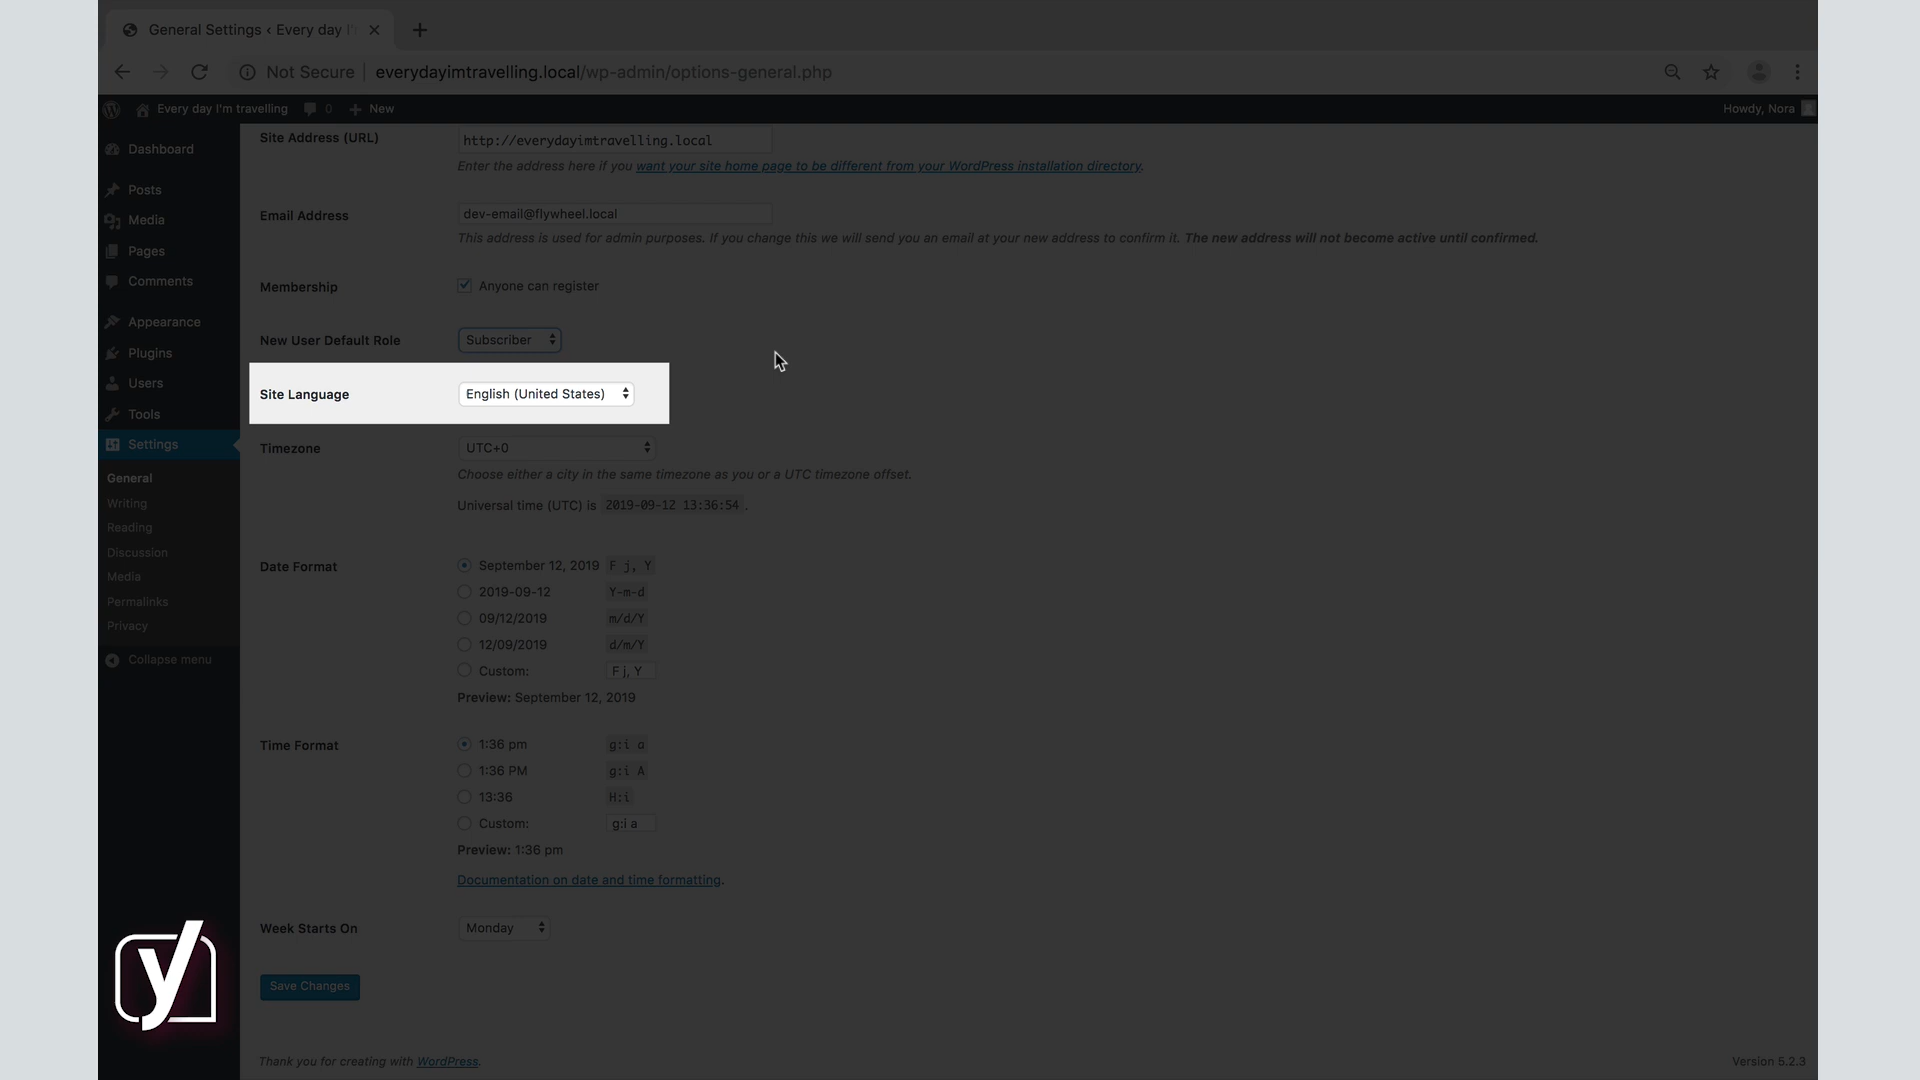 General Settings ‹ Every day I'
Not Secure | everydayimtravelling.local/wp-admin/options-general.php
Every day I'm travelling 0 New Howdy, Nora
Site Address (URL) http://everydayimtravelling.local
Enter the address here if you want your site home page to be different from your WordPress installation directory.
Dashboard
Posts
Media
Pages
Comments
Appearance
Plugins
Users
Tools
Settings
General
Writing
Reading
Discussion
Media
Permalinks
Privacy
Collapse menu
Email Address dev-email@flywheel.local
This address is used for admin purposes. If you change this we will send you an email at your new address to confirm it. The new address will not become active until confirmed.
Membership Anyone can register
New User Default Role Subscriber
Site Language English (United States)
Timezone UTC+0
Choose either a city in the same timezone as you or a UTC timezone offset.
Universal time (UTC) is 2019-09-12 13:36:54 .
Date Format September 12, 2019 F j, Y
2019-09-12 Y-m-d
09/12/2019 m/d/Y
12/09/2019 d/m/Y
Custom: F j, Y
Preview: September 12, 2019
Time Format 1:36 pm g:i a
1:36 PM g:i A
13:36 H:i
Custom: g:i a
Preview: 1:36 pm
Documentation on date and time formatting.
Week Starts On Monday
Save Changes
y
Thank you for creating with WordPress. Version 5.2.3